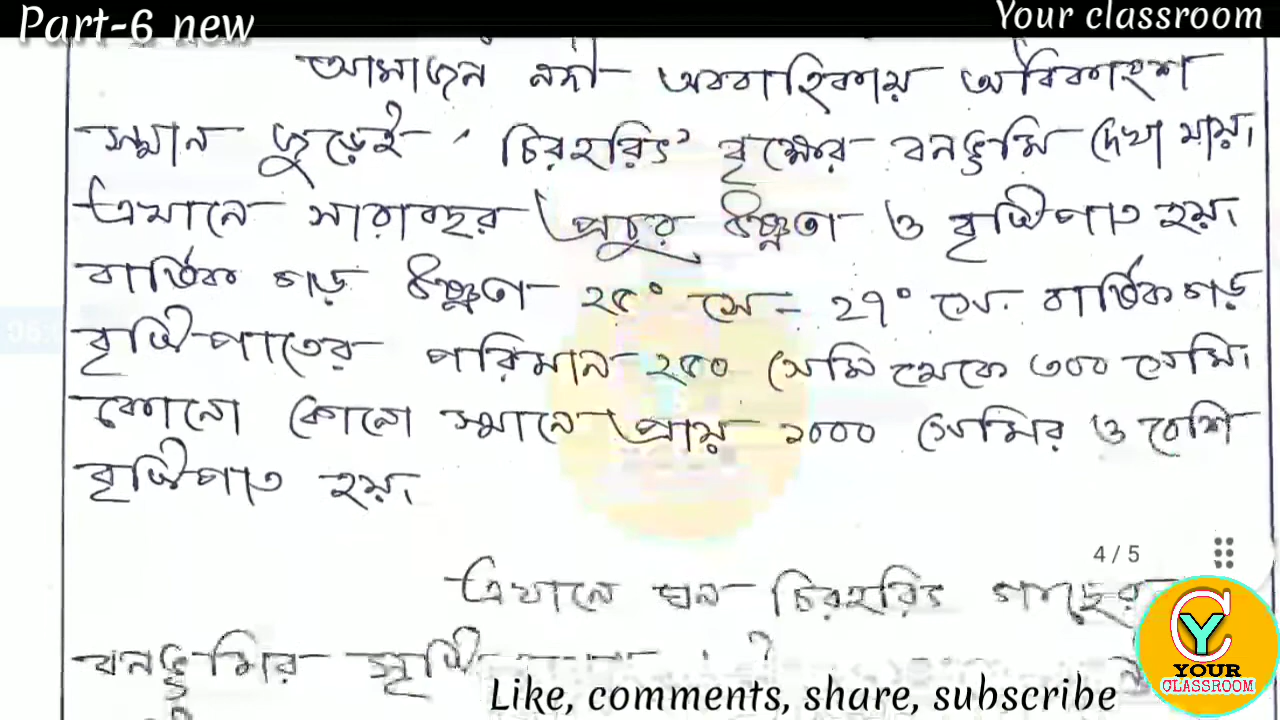 Part-6 new
Your classroom
আমাজন নদী অববাহিকায় অধিকাংশ
স্থান জুড়েই 'চিরহরিৎ' বৃক্ষের বনভূমি দেখা যায়।
এখানে সারাবছর প্রচুর উষ্ণতা ও বৃষ্টিপাত হয়।
বার্ষিক গড় উষ্ণতা ২৫° সে - ২৭° সে. বার্ষিক গড়
বৃষ্টিপাতের পরিমান ২৫০ সেমি থেকে ৩০০ সেমি।
কোনো কোনো স্থানে প্রায় ১০০০ সেমির ও বেশি
বৃষ্টিপাত হয়।
4/5
এখানে ঘন চিরহরিৎ গাছের
বনভূমির সৃষ্টি
YOUR
CLASSROOM
Like, comments, share, subscribe